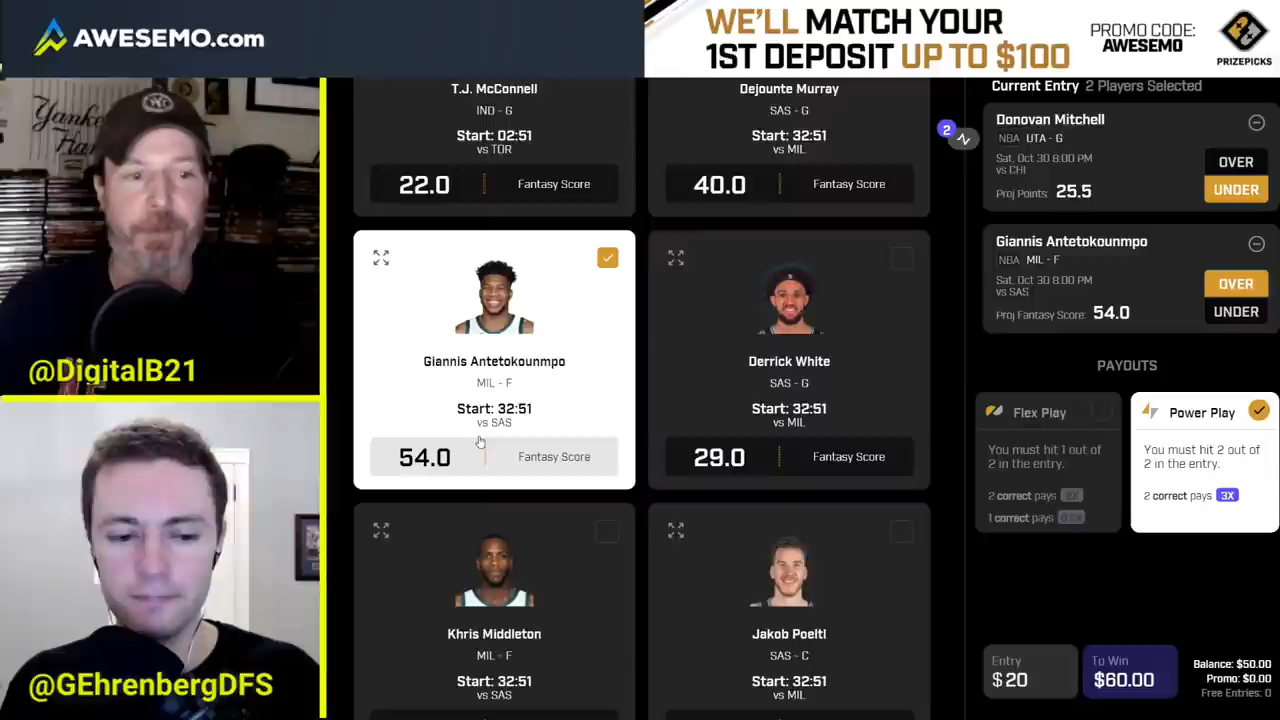 AWESEMO.com
WE'LL MATCH YOUR
1ST DEPOSIT UP TO $100
PROMO CODE:
AWESEMO
PRIZEPICKS
Yankee
@DigitalB21
@GEhrenbergDFS
T.J. McConnell
IND - G
Start: 02:51
vs TOR
22.0 Fantasy Score
Dejounte Murray
SAS - G
Start: 32:51
vs MIL
40.0 Fantasy Score
Giannis Antetokounmpo
MIL - F
Start: 32:51
vs SAS
54.0 Fantasy Score
Derrick White
SAS - G
Start: 32:51
vs MIL
29.0 Fantasy Score
Khris Middleton
MIL - F
Start: 32:51
vs SAS
Jakob Poeltl
SAS - C
Start: 32:51
vs MIL
2
Current Entry 2 Players Selected
Donovan Mitchell
NBA UTA - G
Sat, Oct 30 8:00 PM
vs CHI
Proj Points: 25.5
OVER
UNDER
Giannis Antetokounmpo
NBA MIL - F
Sat, Oct 30 8:00 PM
vs SAS
Proj Fantasy Score: 54.0
OVER
UNDER
PAYOUTS
Flex Play
You must hit 1 out of
2 in the entry.
2 correct pays
1 correct pays
Power Play
You must hit 2 out of
2 in the entry.
2 correct pays 3X
Entry
$20
To Win
$60.00
Balance: $50.00
Promo: $0.00
Free Entries: 0